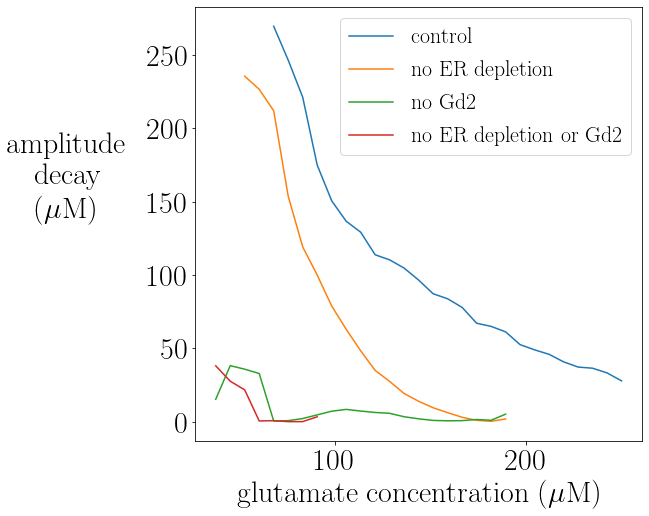 250
200
150
100
50
0
amplitude
decay
(μM)
control
no ER depletion
no Gd2
no ER depletion or Gd2
100 200
glutamate concentration (μM)